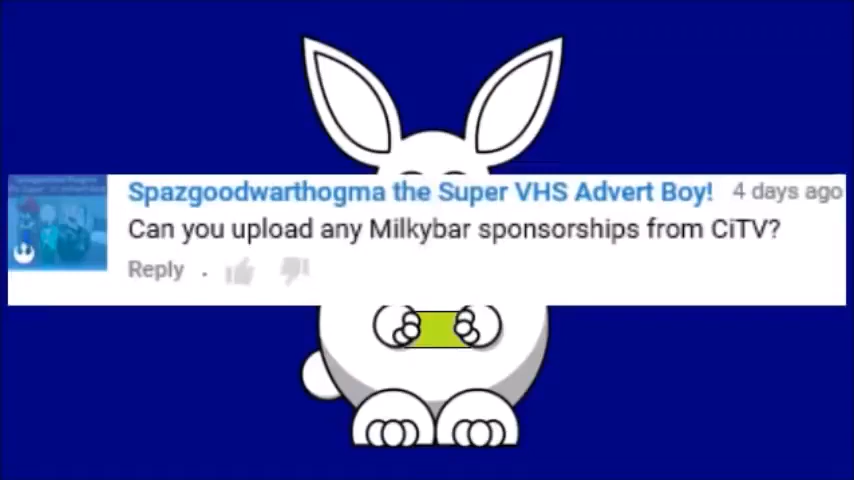 Spazgoodwarthogma the Super VHS Advert Boy! 4 days ago
Can you upload any Milkybar sponsorships from CiTV?
Reply .